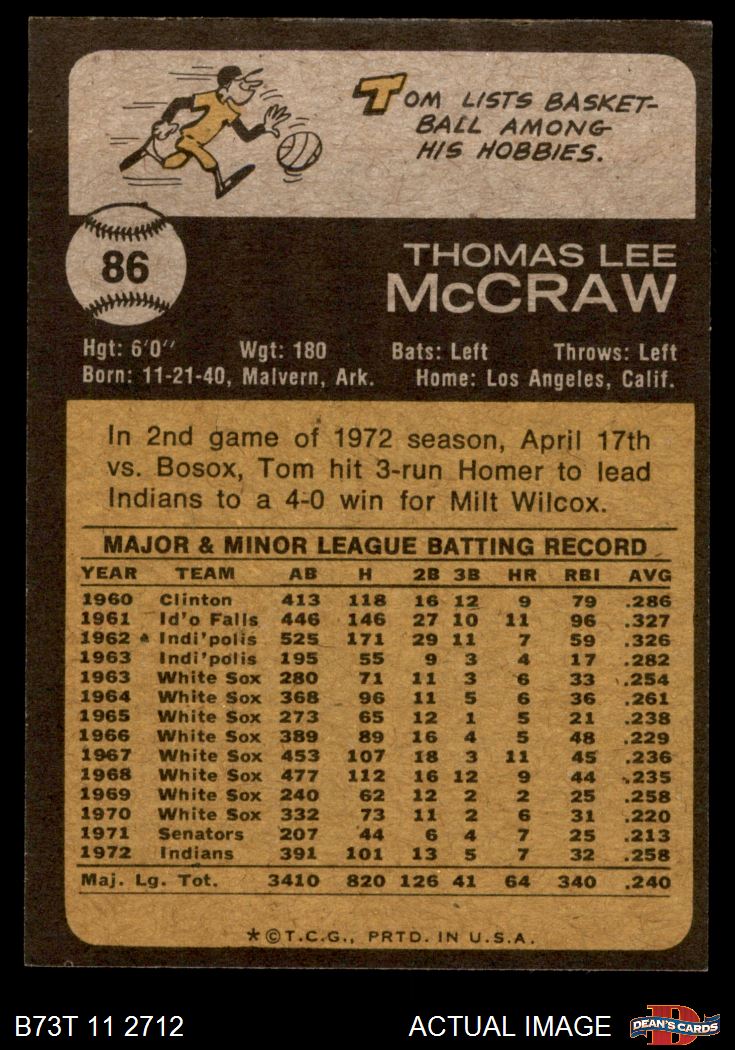 TOM LISTS BASKET-
BALL AMONG
HIS HOBBIES.
86
THOMAS LEE
McCRAW
Hgt: 6'0" Wgt: 180 Bats: Left Throws: Left
Born: 11-21-40, Malvern, Ark. Home: Los Angeles, Calif.
In 2nd game of 1972 season, April 17th
vs. Bosox, Tom hit 3-run Homer to lead
Indians to a 4-0 win for Milt Wilcox.
MAJOR & MINOR LEAGUE BATTING RECORD
YEAR TEAM AB H 2B 3B HR RBI AVG
1960 Clinton 413 118 16 12 9 79 .286
1961 Id'o Falls 446 146 27 10 11 96 .327
1962 Indi'polis 525 171 29 11 7 59 .326
1963 Indi'polis 195 55 9 3 4 17 .282
1963 White Sox 280 71 11 3 6 33 .254
1964 White Sox 368 96 11 5 6 36 .261
1965 White Sox 273 65 12 1 5 21 .238
1966 White Sox 389 89 16 4 5 48 .229
1967 White Sox 453 107 18 3 11 45 .236
1968 White Sox 477 112 16 12 9 44 .235
1969 White Sox 240 62 12 2 2 25 .258
1970 White Sox 332 73 11 2 6 31 .220
1971 Senators 207 44 6 4 7 25 .213
1972 Indians 391 101 13 5 7 32 .258
Maj. Lg. Tot. 3410 820 126 41 64 340 .240
*©T.C.G., PRTD. IN U.S.A.
B73T 11 2712 ACTUAL IMAGE
D
DEAN'S CARDS